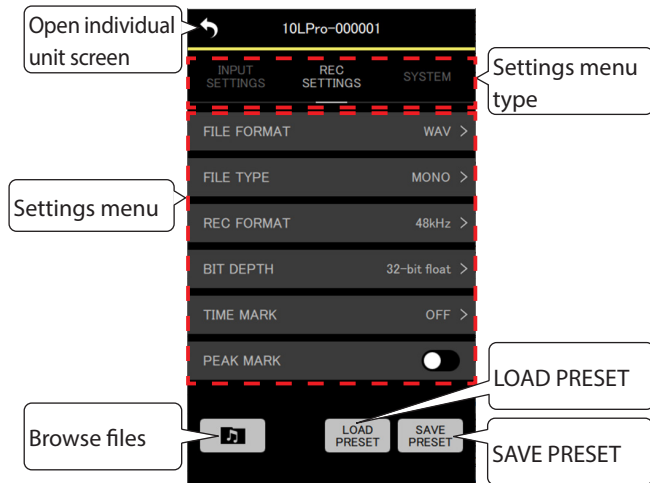 Open individual
unit screen
10LPro-000001
INPUT
SETTINGS
REC
SETTINGS
SYSTEM
Settings menu
type
Settings menu
FILE FORMAT WAV >
FILE TYPE MONO >
REC FORMAT 48kHz >
BIT DEPTH 32-bit float >
TIME MARK OFF >
PEAK MARK
LOAD PRESET
Browse files
LOAD
PRESET
SAVE
PRESET
SAVE PRESET